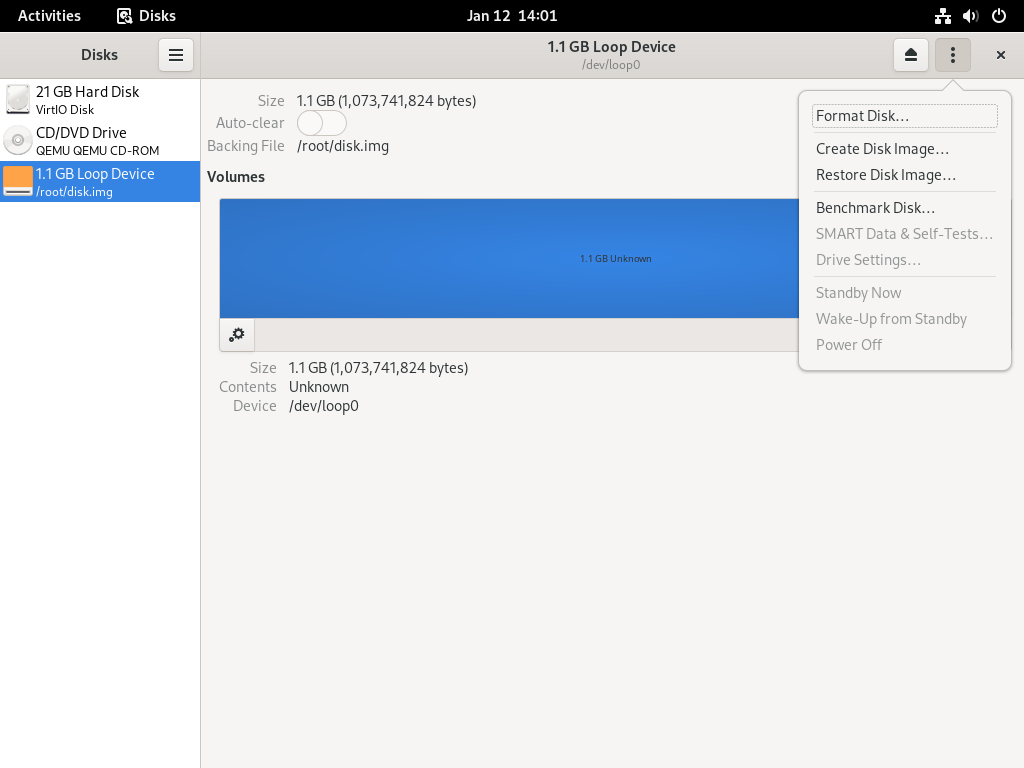 Activities
Disks
Jan 12 14:01
Disks
1.1 GB Loop Device
/dev/loop0
21 GB Hard Disk
VirtIO Disk
CD/DVD Drive
QEMU QEMU CD-ROM
1.1 GB Loop Device
/root/disk.img
Size 1.1 GB (1,073,741,824 bytes)
Auto-clear
Backing File /root/disk.img
Volumes
1.1 GB Unknown
Size 1.1 GB (1,073,741,824 bytes)
Contents Unknown
Device /dev/loop0
Format Disk…
Create Disk Image…
Restore Disk Image…
Benchmark Disk…
SMART Data & Self-Tests…
Drive Settings…
Standby Now
Wake-Up from Standby
Power Off